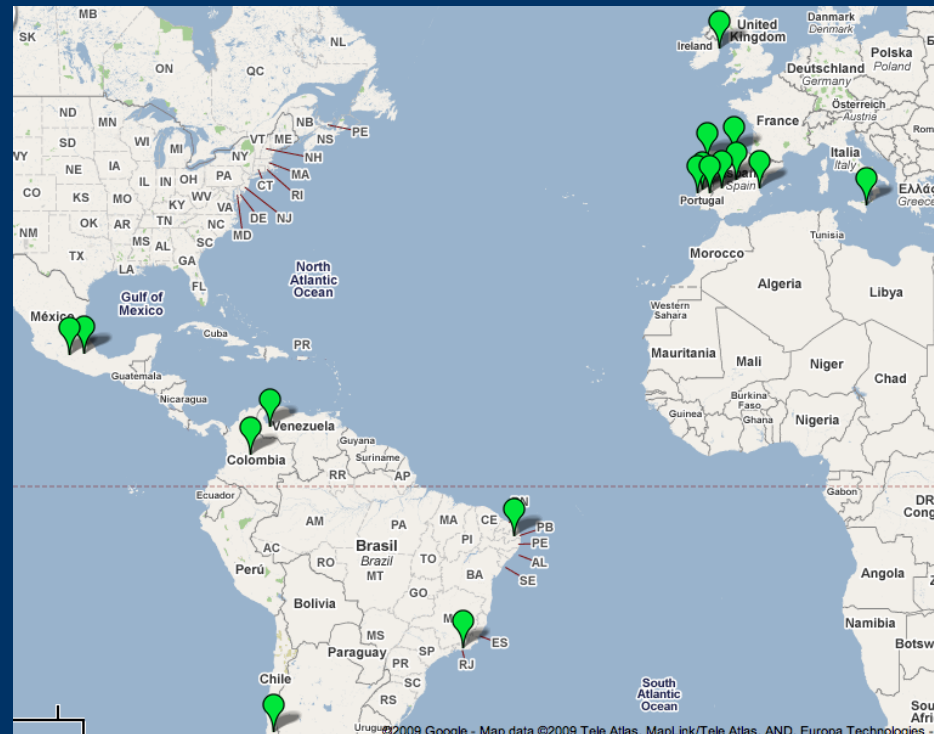 MB
SK
ON
QC
NL
ND
MN
NB
PE
SD
WI
VT
ME
NS
WY
MI
NY
NH
NE
IA
MA
IL
IN
OH
PA
CT
RI
CO
KS
MO
WV
KY
VA
DE
NJ
OK
AR
TN
NC
MD
NM
MS
AL
SC
TX
GA
LA
FL
Gulf of
Mexico
North
Atlantic
Ocean
México
Cuba
PR
Guatemala
Nicaragua
Venezuela
Guyana
Suriname
Colombia
RR
AP
Ecuador
AM
PA
MA
CE
PB
PE
PI
AL
AC
Brasil
Brazil
TO
SE
RO
MT
BA
Perú
GO
Bolivia
MS
ES
Paraguay
SP
RJ
PR
Chile
SC
RS
United
Kingdom
Ireland
Danmark
Denmark
Deutschland
Germany
Polska
Poland
France
Österreich
Austria
Italia
Italy
Spain
Portugal
Ελλάς
Greece
Tunisia
Morocco
Algeria
Libya
Western
Sahara
Mauritania
Mali
Niger
Chad
Burkina
Faso
Guinea
Ghana
Nigeria
Gabon
Angola
Namibia
South
Atlantic
Ocean
©2009 Google - Map data ©2009 Tele Atlas, MapLink/Tele Atlas, AND, Europa Technologies -